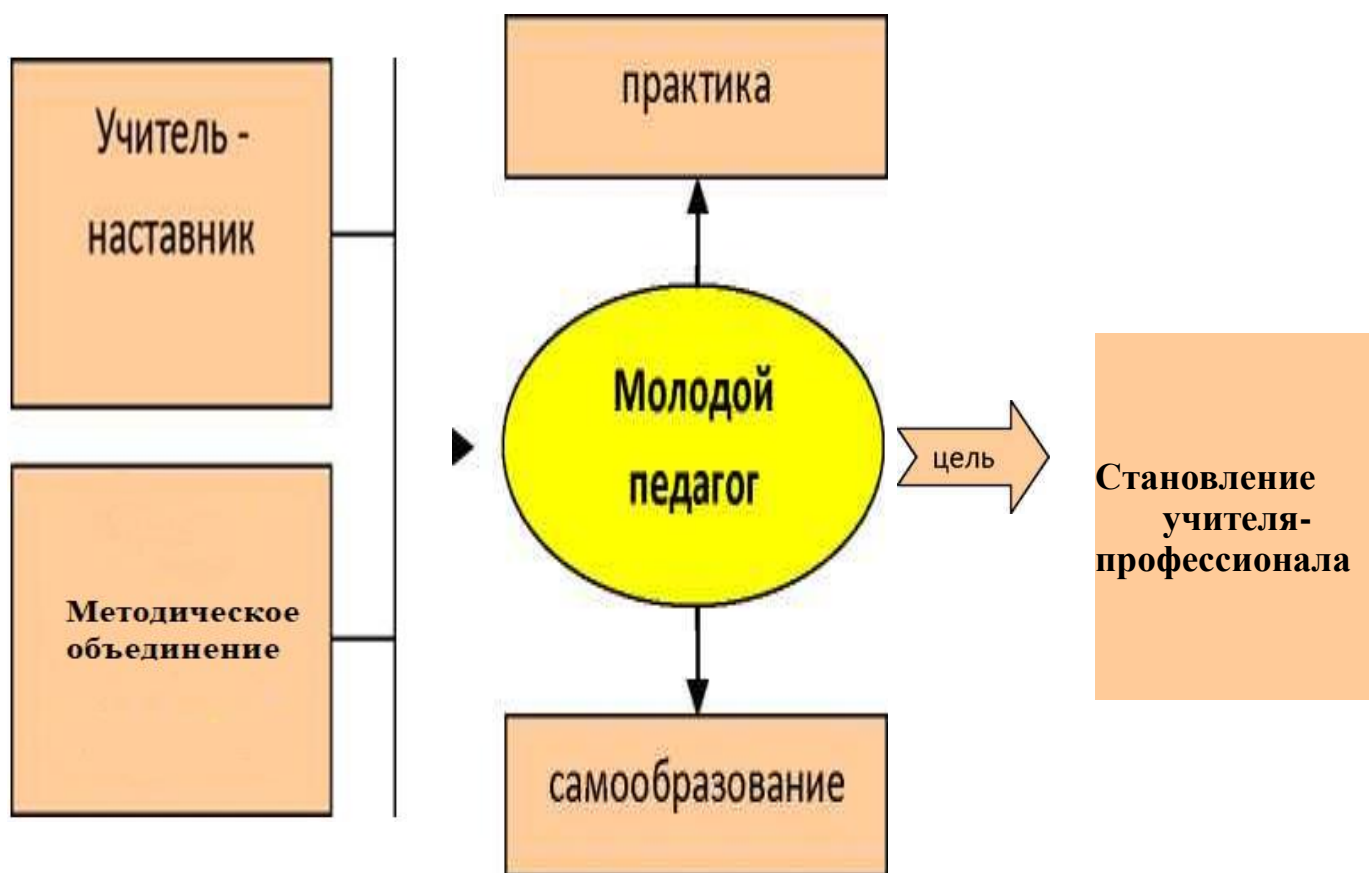 Учитель -
наставник
Методическое
объединение
практика
Молодой
педагог
самообразование
цель
Становление
учителя-
профессионала